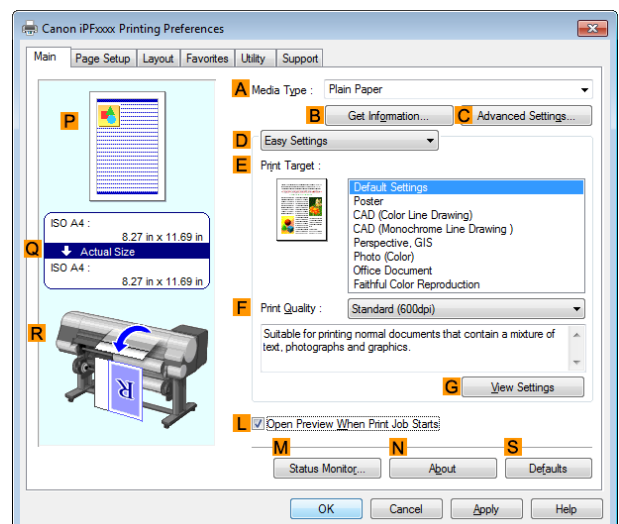 Canon iPFxxxx Printing Preferences
Main Page Setup Layout Favorites Utility Support
A Media Type : Plain Paper
B Get Information... C Advanced Settings...
D Easy Settings
E Print Target :
Default Settings
Poster
CAD (Color Line Drawing)
CAD (Monochrome Line Drawing )
Perspective, GIS
Photo (Color)
Office Document
Faithful Color Reproduction
F Print Quality : Standard (600dpi)
Suitable for printing normal documents that contain a mixture of
text, photographs and graphics.
G View Settings
P
Q
ISO A4 :
8.27 in x 11.69 in
Actual Size
ISO A4 :
8.27 in x 11.69 in
R
R
L Open Preview When Print Job Starts
M N S
Status Monitor... About Defaults
OK Cancel Apply Help